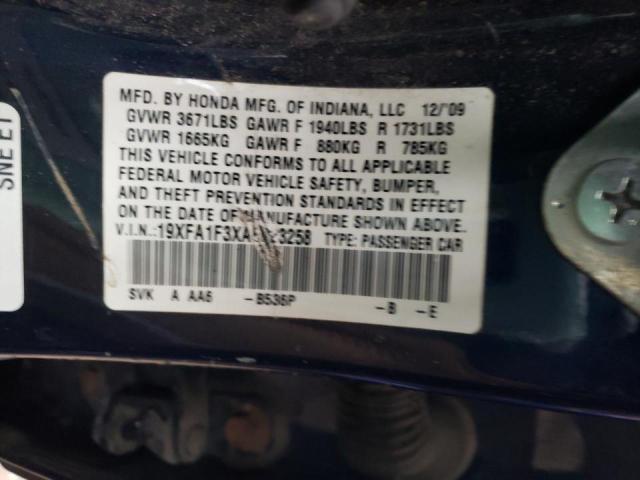 MFD. BY HONDA MFG. OF INDIANA, LLC 12/'09
GVWR 3671LBS GAWR F 1940LBS R 1731LBS
GVWR 1665KG GAWR F 880KG R 785KG
THIS VEHICLE CONFORMS TO ALL APPLICABLE
FEDERAL MOTOR VEHICLE SAFETY, BUMPER,
AND THEFT PREVENTION STANDARDS IN EFFECT
ON THE DATE OF MANUFACTURE SHOWN ABOVE.
V.I.N.: TYPE: PASSENGER CAR
SVK A AA6 -B536P -B -E